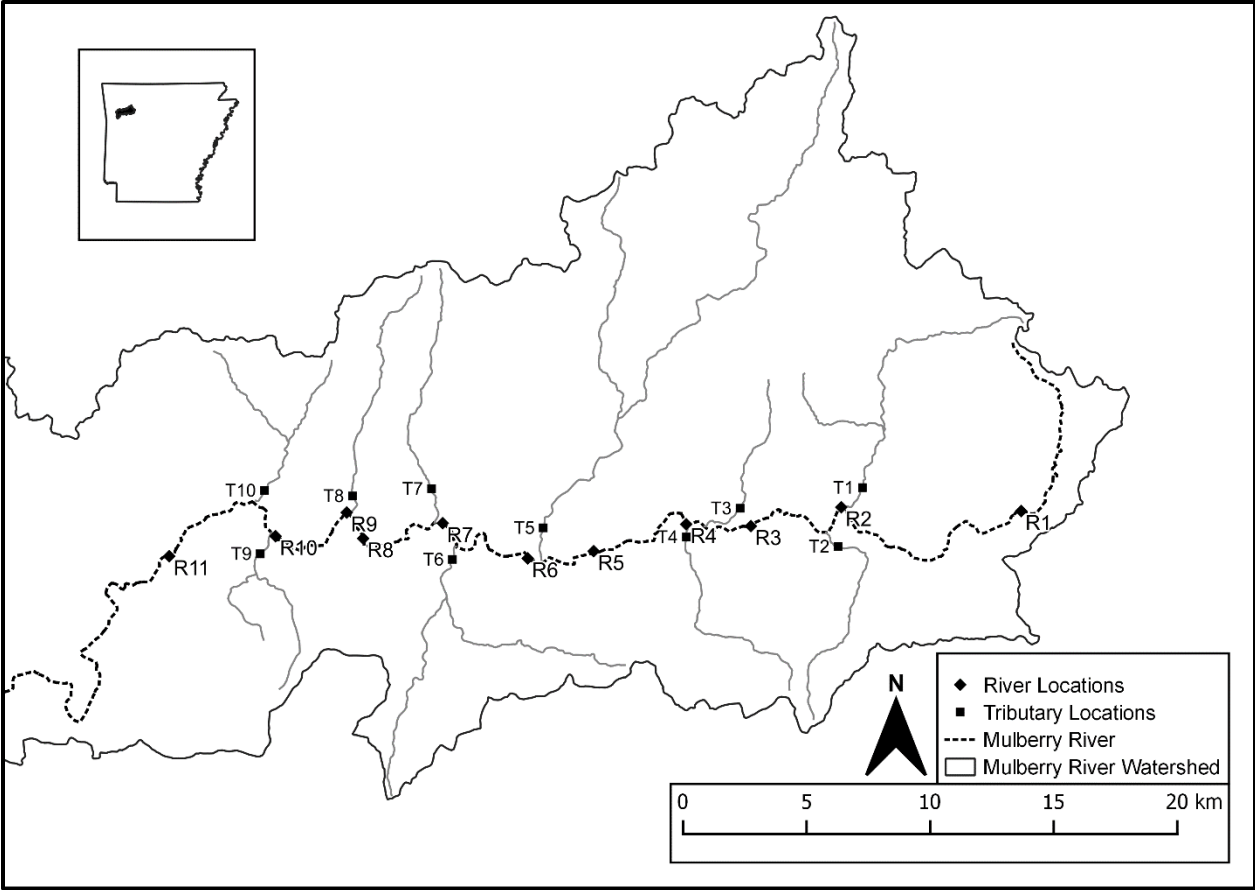 T10
T8
T7
T1
R9
T5
T3
R2
R1
R7
T4
R4
R3
T2
R10
R8
T9
T6
R6
R5
R11
N
River Locations
Tributary Locations
Mulberry River
Mulberry River Watershed
0 5 10 15 20 km